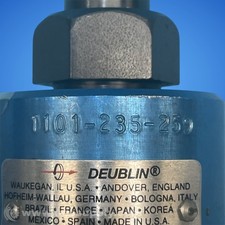 1101-235-259
DEUBLIN®
WAUKEGAN, IL U.S.A. • ANDOVER, ENGLAND
HOFHEIM-WALLAU, GERMANY • BOLOGNA, ITALY
BRAZIL • FRANCE • JAPAN • KOREA
MEXICO • SPAIN • MADE IN U.S.A.